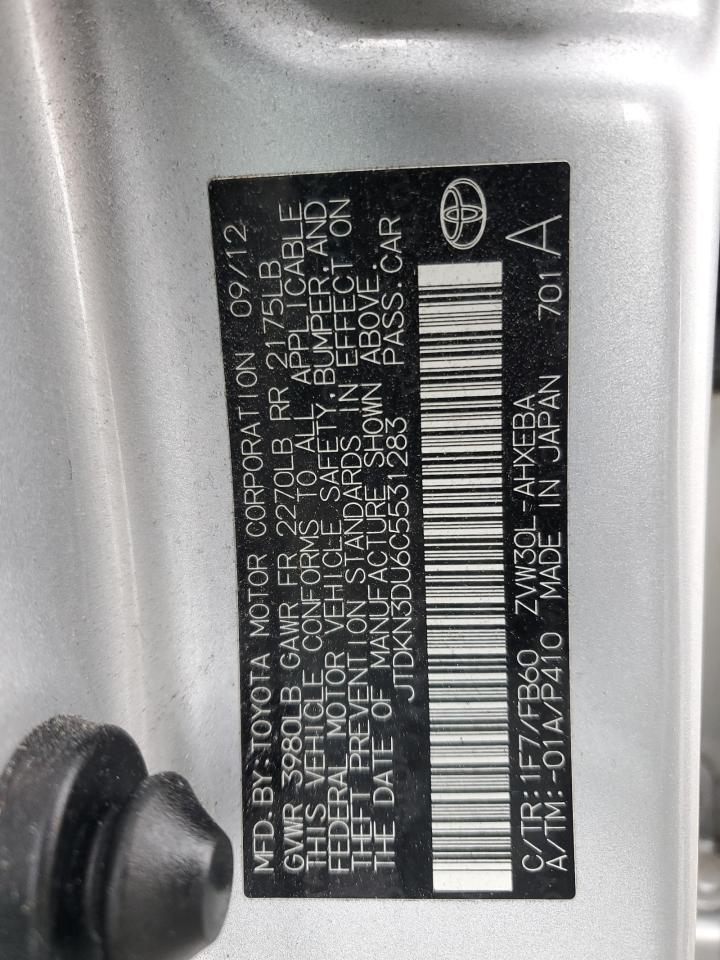 MFD.BY:TOYOTA MOTOR CORPORATION 09/12
GVWR 3980LB GAWR FR 2270LB RR 2175LB
THIS VEHICLE CONFORMS TO ALL APPLICABLE
FEDERAL MOTOR VEHICLE SAFETY,BUMPER,AND
THEFT PREVENTION STANDARDS IN EFFECT ON
THE DATE OF MANUFACTURE SHOWN ABOVE.
JTDKN3DU6C5531283 PASS.CAR
C/TR:1F7/FB60 ZVW30L-AHXEBA
A/TM:-01A/P410 MADE IN JAPAN 701A